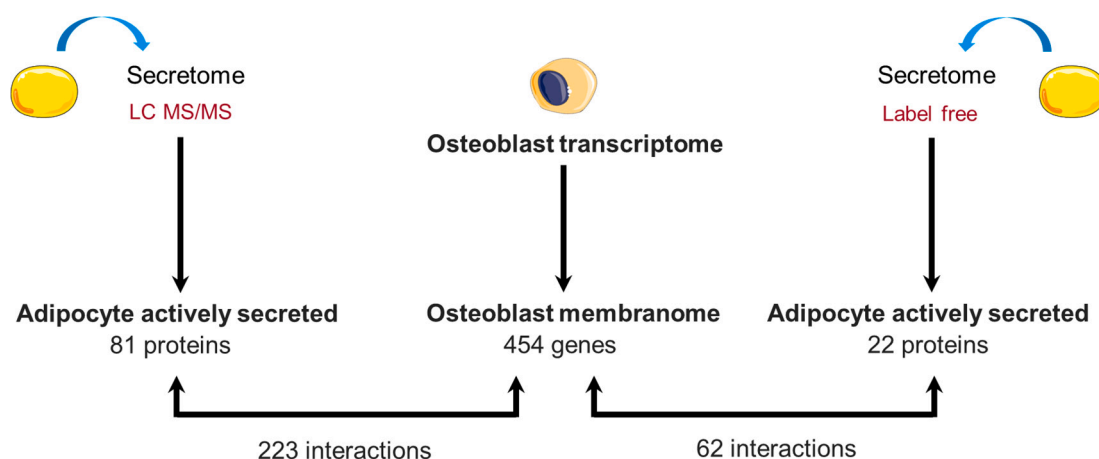 Secretome
LC MS/MS
Osteoblast transcriptome
Secretome
Label free
Adipocyte actively secreted
81 proteins
Osteoblast membranome
454 genes
Adipocyte actively secreted
22 proteins
223 interactions
62 interactions